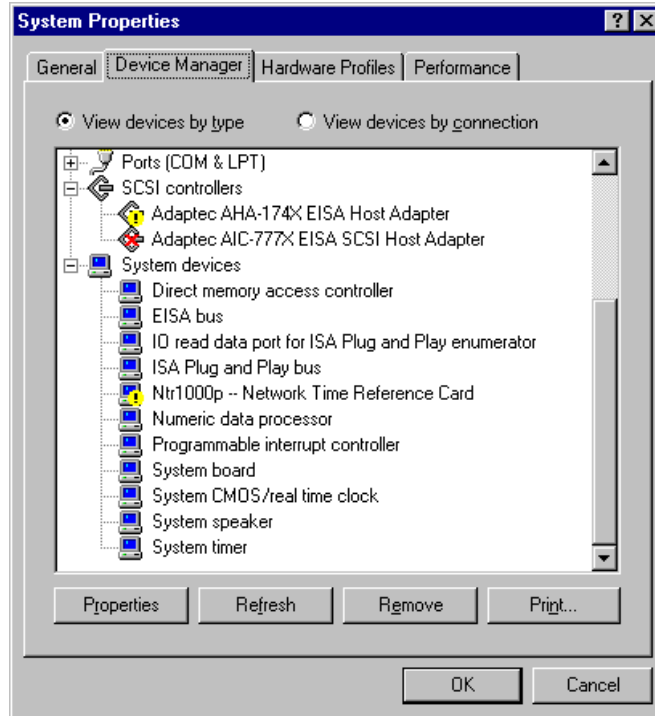 System Properties
General Device Manager Hardware Profiles Performance
View devices by type View devices by connection
Ports (COM & LPT)
SCSI controllers
Adaptec AHA-174X EISA Host Adapter
Adaptec AIC-777X EISA SCSI Host Adapter
System devices
Direct memory access controller
EISA bus
IO read data port for ISA Plug and Play enumerator
ISA Plug and Play bus
Ntr1000p -- Network Time Reference Card
Numeric data processor
Programmable interrupt controller
System board
System CMOS/real time clock
System speaker
System timer
Properties Refresh Remove Print...
OK Cancel